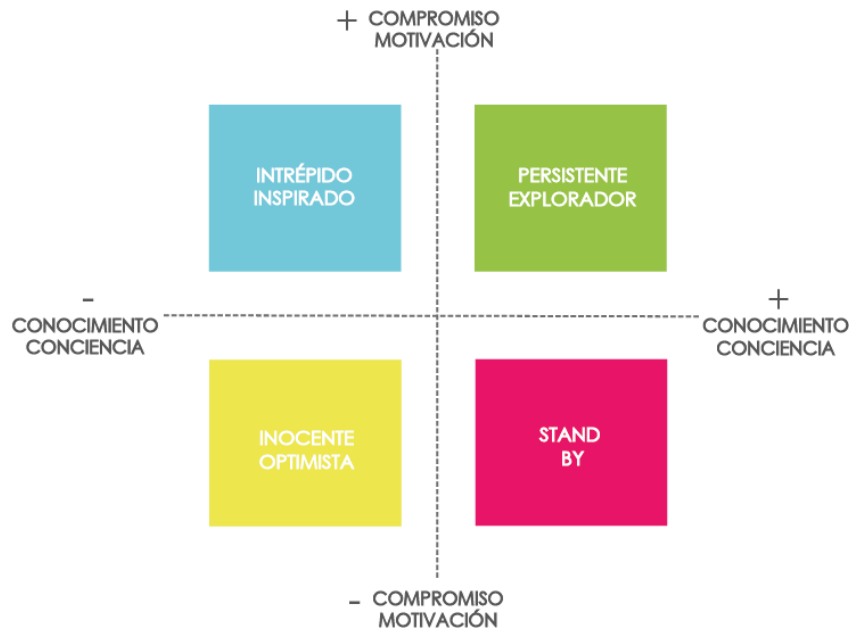 + COMPROMISO
MOTIVACIÓN
INTRÉPIDO
INSPIRADO
PERSISTENTE
EXPLORADOR
-
CONOCIMIENTO
CONCIENCIA
+
CONOCIMIENTO
CONCIENCIA
INOCENTE
OPTIMISTA
STAND
BY
- COMPROMISO
MOTIVACIÓN